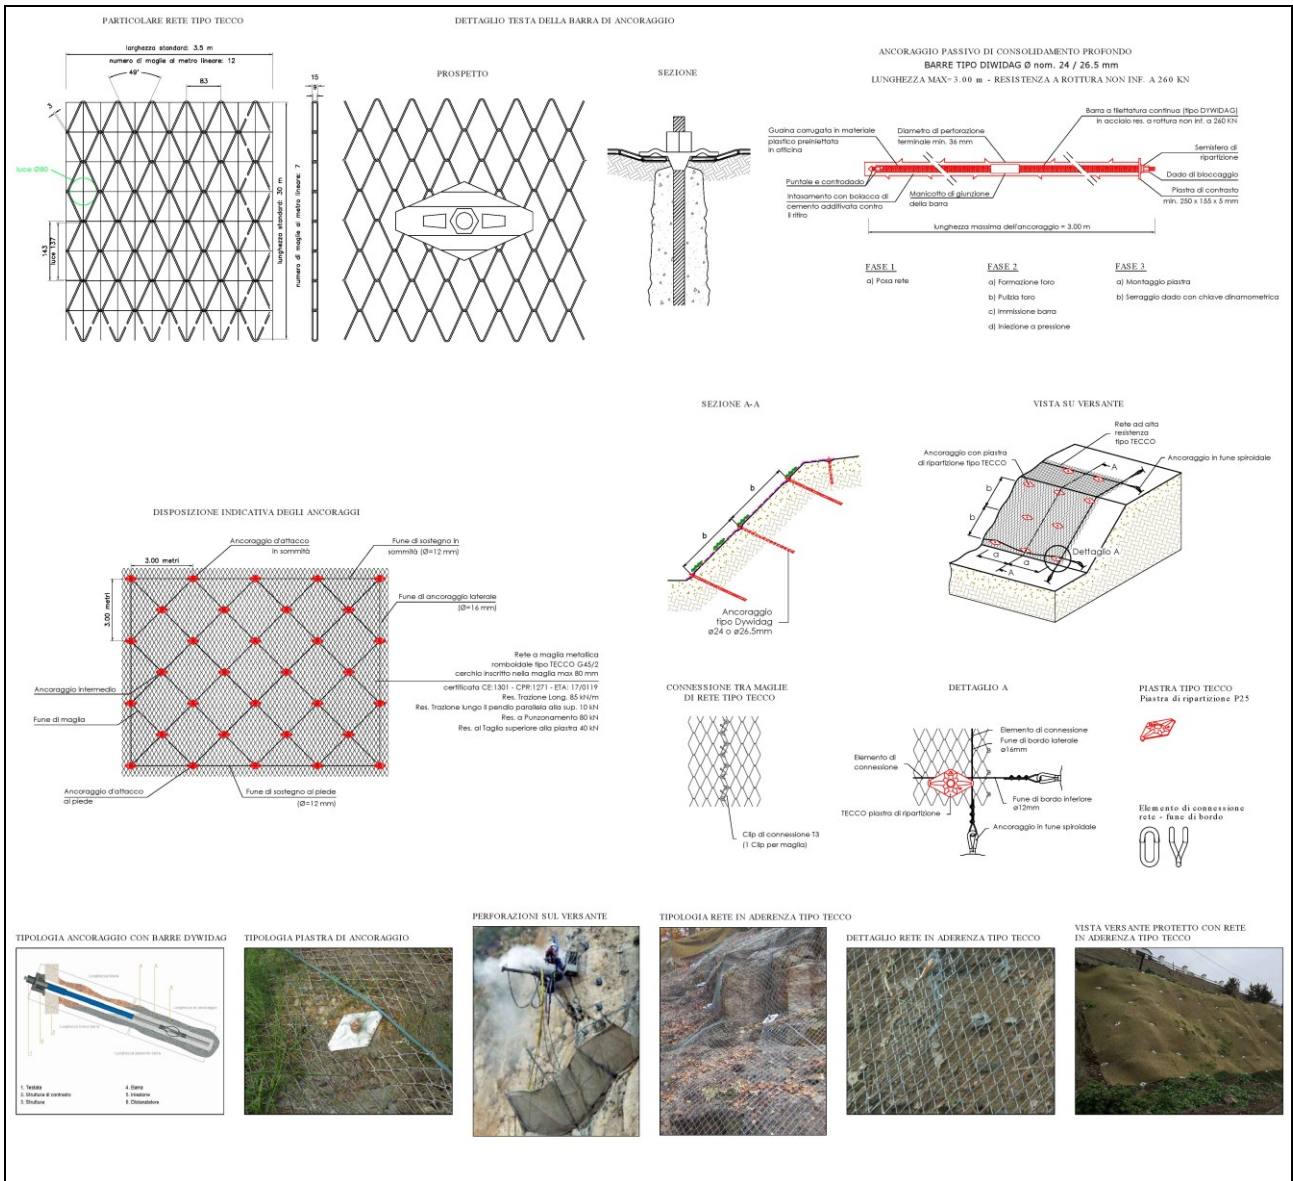 PARTICOLARE RETE TIPO TECCO
larghezza standard: 3.5 m
numero di maglie al metro lineare: 12
49°
83
3
luce Ø80
143
luce 137
15
9
lunghezza standard: 30 m
numero di maglie al metro lineare: 7
DETTAGLIO TESTA DELLA BARRA DI ANCORAGGIO
PROSPETTO
SEZIONE
ANCORAGGIO PASSIVO DI CONSOLIDAMENTO PROFONDO
BARRE TIPO DIWIDAG Ø nom. 24 / 26.5 mm
LUNGHEZZA MAX=3.00 m - RESISTENZA A ROTTURA NON INF. A 260 KN
Guaina corrugata in materiale
plastico preiniettata
in officina
Diametro di perforazione
terminale min. 36 mm
Barra a filettatura continua (tipo DYWIDAG)
in acciaio res. a rottura non inf. a 260 KN
Semisfera di
ripartizione
Dado di bloccaggio
Piastra di contrasto
min. 250 x 155 x 5 mm
Puntale e controdado
Intasamento con boiacca di
cemento additivata contro
il ritiro
Manicotto di giunzione
della barra
lunghezza massima dell'ancoraggio = 3.00 m
FASE 1
a) Posa rete
FASE 2
a) Formazione foro
b) Pulizia foro
c) Immissione barra
d) Iniezione a pressione
FASE 3
a) Montaggio piastra
b) Serraggio dado con chiave dinamometrica
DISPOSIZIONE INDICATIVA DEGLI ANCORAGGI
3.00 metri
3.00 metri
Ancoraggio d'attacco
in sommità
Fune di sostegno in
sommità (Ø=12 mm)
Fune di ancoraggio laterale
(Ø=16 mm)
Rete a maglia metallica
romboidale tipo TECCO G45/2
cerchio inscritto nella maglia max 80 mm
certificata CE:1301 - CPR:1271 - ETA: 17/0119
Res. Trazione Long. 85 kN/m
Res. Trazione lungo il pendio parallela alla sup. 10 kN
Res. a Punzonamento 80 kN
Res. al Taglio superiore alla piastra 40 kN
Ancoraggio intermedio
Fune di maglia
Ancoraggio d'attacco
al piede
Fune di sostegno al piede
(Ø=12 mm)
SEZIONE A-A
b
b
Ancoraggio
tipo Dywidag
ø24 o ø26.5mm
VISTA SU VERSANTE
Rete ad alta
resistenza
tipo TECCO
Ancoraggio con piastra
di ripartizione tipo TECCO
Ancoraggio in fune spiroidale
A
b
b
a
a
A
Dettaglio A
CONNESSIONE TRA MAGLIE
DI RETE TIPO TECCO
Clip di connessione T3
(1 Clip per maglia)
DETTAGLIO A
Elemento di connessione
Fune di bordo laterale
ø16mm
Elemento di
connessione
Fune di bordo inferiore
ø12mm
TECCO piastra di ripartizione
Ancoraggio in fune spiroidale
PIASTRA TIPO TECCO
Piastra di ripartizione P25
Elemento di connessione
rete - fune di bordo
TIPOLOGIA ANCORAGGIO CON BARRE DYWIDAG
1. Testata
4. Barra
5. Iniezione
3. Struttura
6. Distanziatore
TIPOLOGIA PIASTRA DI ANCORAGGIO
PERFORAZIONI SUL VERSANTE
TIPOLOGIA RETE IN ADERENZA TIPO TECCO
DETTAGLIO RETE IN ADERENZA TIPO TECCO
VISTA VERSANTE PROTETTO CON RETE
IN ADERENZA TIPO TECCO